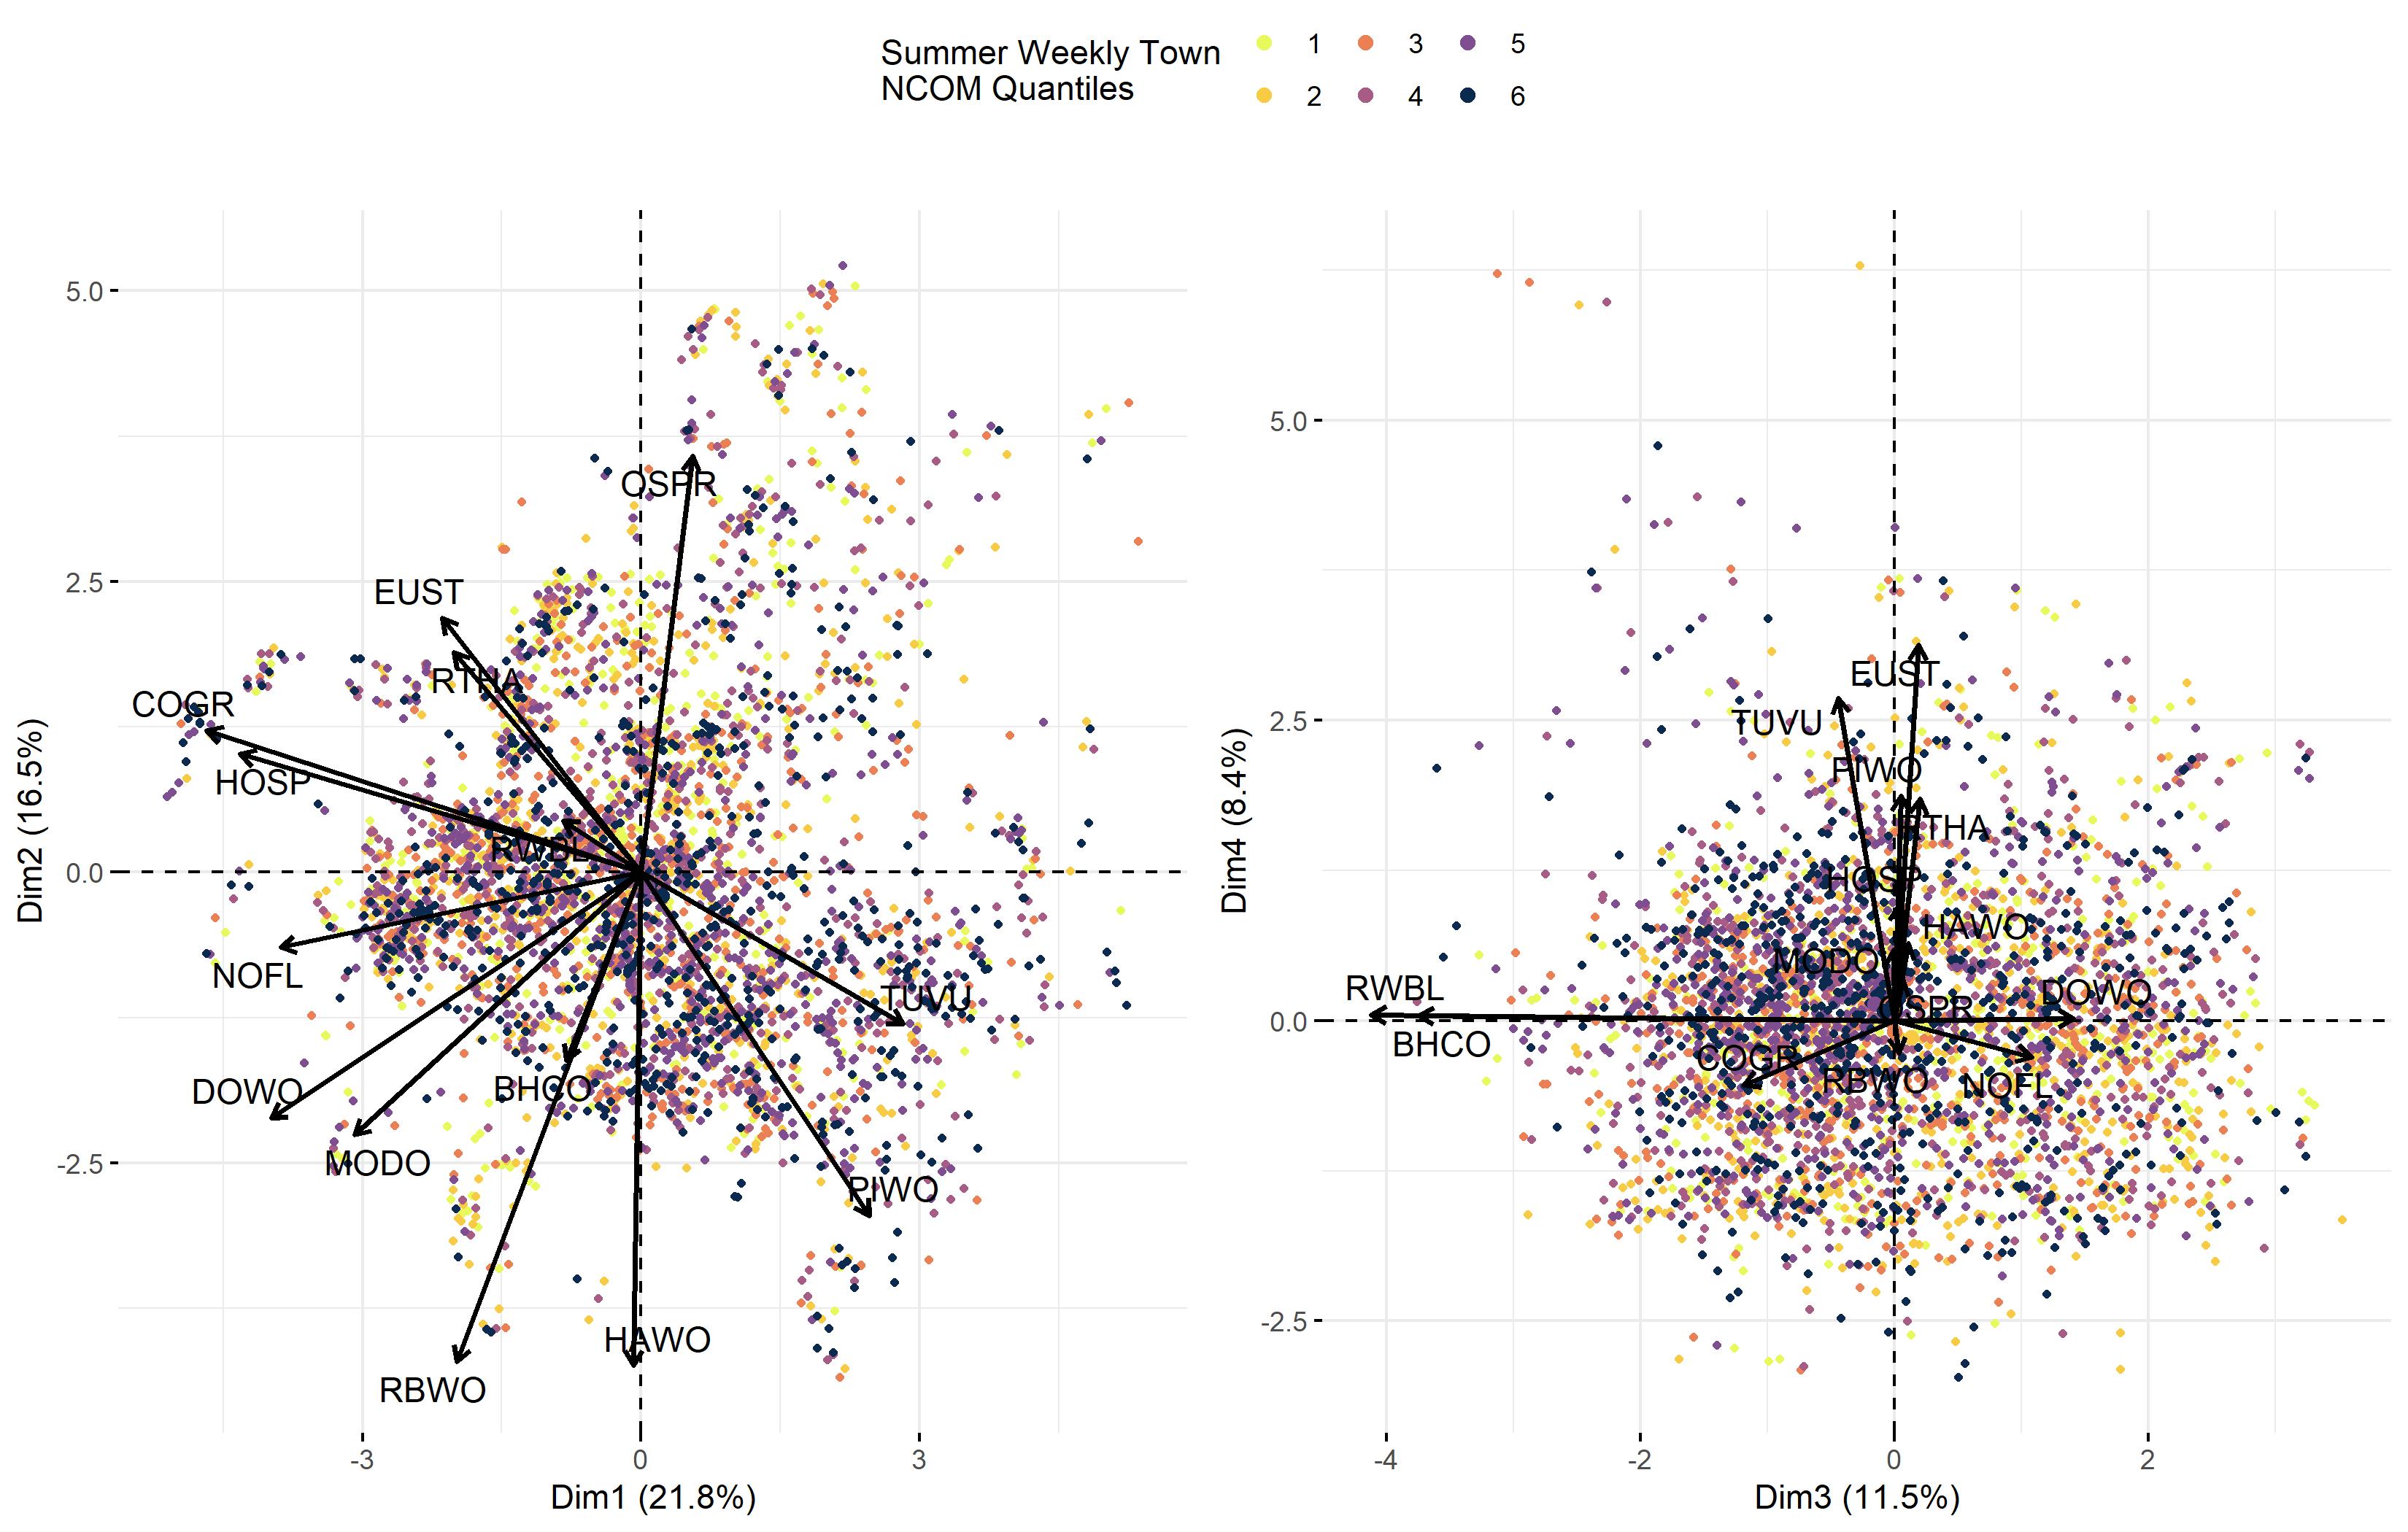 Summer Weekly Town
NCOM Quantiles
1 3 5
2 4 6
5.0
2.5
0.0
-2.5
Dim2 (16.5%)
OSPR
EUST
RTHA
COGR
HOSP
RWBL
NOFL
TUVU
DOWO
BHCO
MODO
PIWO
HAWO
RBWO
-3 0 3
Dim1 (21.8%)
5.0
2.5
0.0
-2.5
Dim4 (8.4%)
EUST
TUVU
PIWO
RTHA
HOSP
HAWO
MODO
RWBL
DOWO
OSPR
BHCO
COGR
RBWO
NOFL
-4 -2 0 2
Dim3 (11.5%)